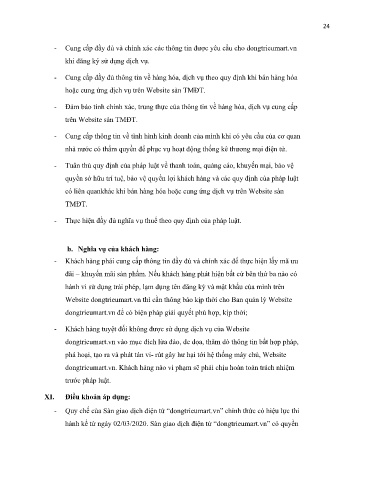 24
- Cung cấp đầy đủ và chính xác các thông tin được yêu cầu cho dongtrieumart.vn
khi đăng ký sử dụng dịch vụ.
- Cung cấp đầy đủ thông tin về hàng hóa, dịch vụ theo quy định khi bán hàng hóa
hoặc cung ứng dịch vụ trên Website sàn TMĐT.
- Đảm bảo tính chính xác, trung thực của thông tin về hàng hóa, dịch vụ cung cấp
trên Website sàn TMĐT.
- Cung cấp thông tin về tình hình kinh doanh của mình khi có yêu cầu của cơ quan
nhà nước có thẩm quyền để phục vụ hoạt động thống kê thương mại điện tử.
- Tuân thủ quy định của pháp luật về thanh toán, quảng cáo, khuyến mại, bảo vệ
quyền sở hữu trí tuệ, bảo vệ quyền lợi khách hàng và các quy định của pháp luật
có liên quankhác khi bán hàng hóa hoặc cung ứng dịch vụ trên Website sàn
TMĐT.
- Thực hiện đầy đủ nghĩa vụ thuế theo quy định của pháp luật.
b. Nghĩa vụ của khách hàng:
- Khách hàng phải cung cấp thông tin đầy đủ và chính xác để thực hiện lấy mã ưu
đãi – khuyến mãi sản phẩm. Nếu khách hàng phát hiện bất cứ bên thứ ba nào có
hành vi sử dụng trái phép, lạm dụng tên đăng ký và mật khẩu của mình trên
Website dongtrieumart.vn thì cần thông báo kịp thời cho Ban quản lý Website
dongtrieumart.vn để có biện pháp giải quyết phù hợp, kịp thời;
- Khách hàng tuyệt đối không được sử dụng dịch vụ của Website
dongtrieumart.vn vào mục đích lừa đảo, đe dọa, thăm dò thông tin bất hợp pháp,
phá hoại, tạo ra và phát tán vi- rút gây hư hại tới hệ thống máy chủ, Website
dongtrieumart.vn. Khách hàng nào vi phạm sẽ phải chịu hoàn toàn trách nhiệm
trước pháp luật.
XI. Điều khoản áp dụng:
- Quy chế của Sàn giao dịch điện tử “dongtrieumart.vn” chính thức có hiệu lực thi
hành kể từ ngày 02/03/2020. Sàn giao dịch điện tử “dongtrieumart.vn” có quyền